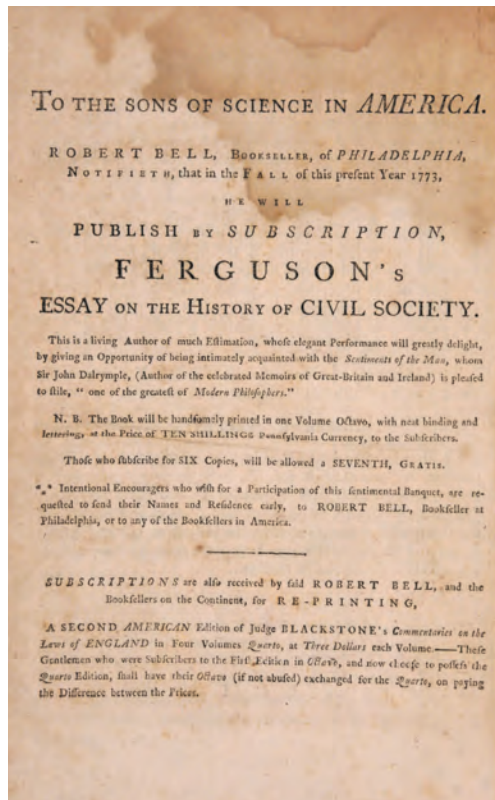 TO THE SONS OF SCIENCE IN AMERICA.
ROBERT BELL, BOOKSELLER, of PHILADELPHIA,
NOTIFIETH, that in the FALL of this preſent Year 1773,
HE WILL
PUBLISH BY SUBSCRIPTION,
FERGUSON's
ESSAY ON THE HISTORY OF CIVIL SOCIETY.
This is a living Author of much Eſtimation, whoſe elegant Performance will greatly delight,
by giving an Opportunity of being intimately acquainted with the Sentiments of the Man, whom
Sir John Dalrymple, (Author of the celebrated Memoirs of Great-Britain and Ireland) is pleaſed
to ſtile, " one of the greateſt of Modern Philoſophers."
N. B. The Book will be handſomely printed in one Volume Octavo, with neat binding and
lettering, at the Price of TEN SHILLINGS Pennſylvania Currency, to the Subſcribers.
Thoſe who ſubſcribe for SIX Copies, will be allowed a SEVENTH, GRATIS.
*⁎* Intentional Encouragers who wiſh for a Participation of this ſentimental Banquet, are re-
queſted to ſend their Names and Reſidence early, to ROBERT BELL, Bookſeller at
Philadelphia, or to any of the Bookſellers in America.
SUBSCRIPTIONS are alſo received by ſaid ROBERT BELL, and the
Bookſellers on the Continent, for RE-PRINTING,
A SECOND AMERICAN Edition of Judge BLACKSTONE's Commentaries on the
Laws of ENGLAND in Four Volumes Quarto, at Three Dollars each Volume.——Theſe
Gentlemen who were Subſcribers to the Firſt Edition in Octavo, and now chooſe to poſſeſs the
Quarto Edition, ſhall have their Octavo (if not abuſed) exchanged for the Quarto, on paying
the Difference between the Prices.